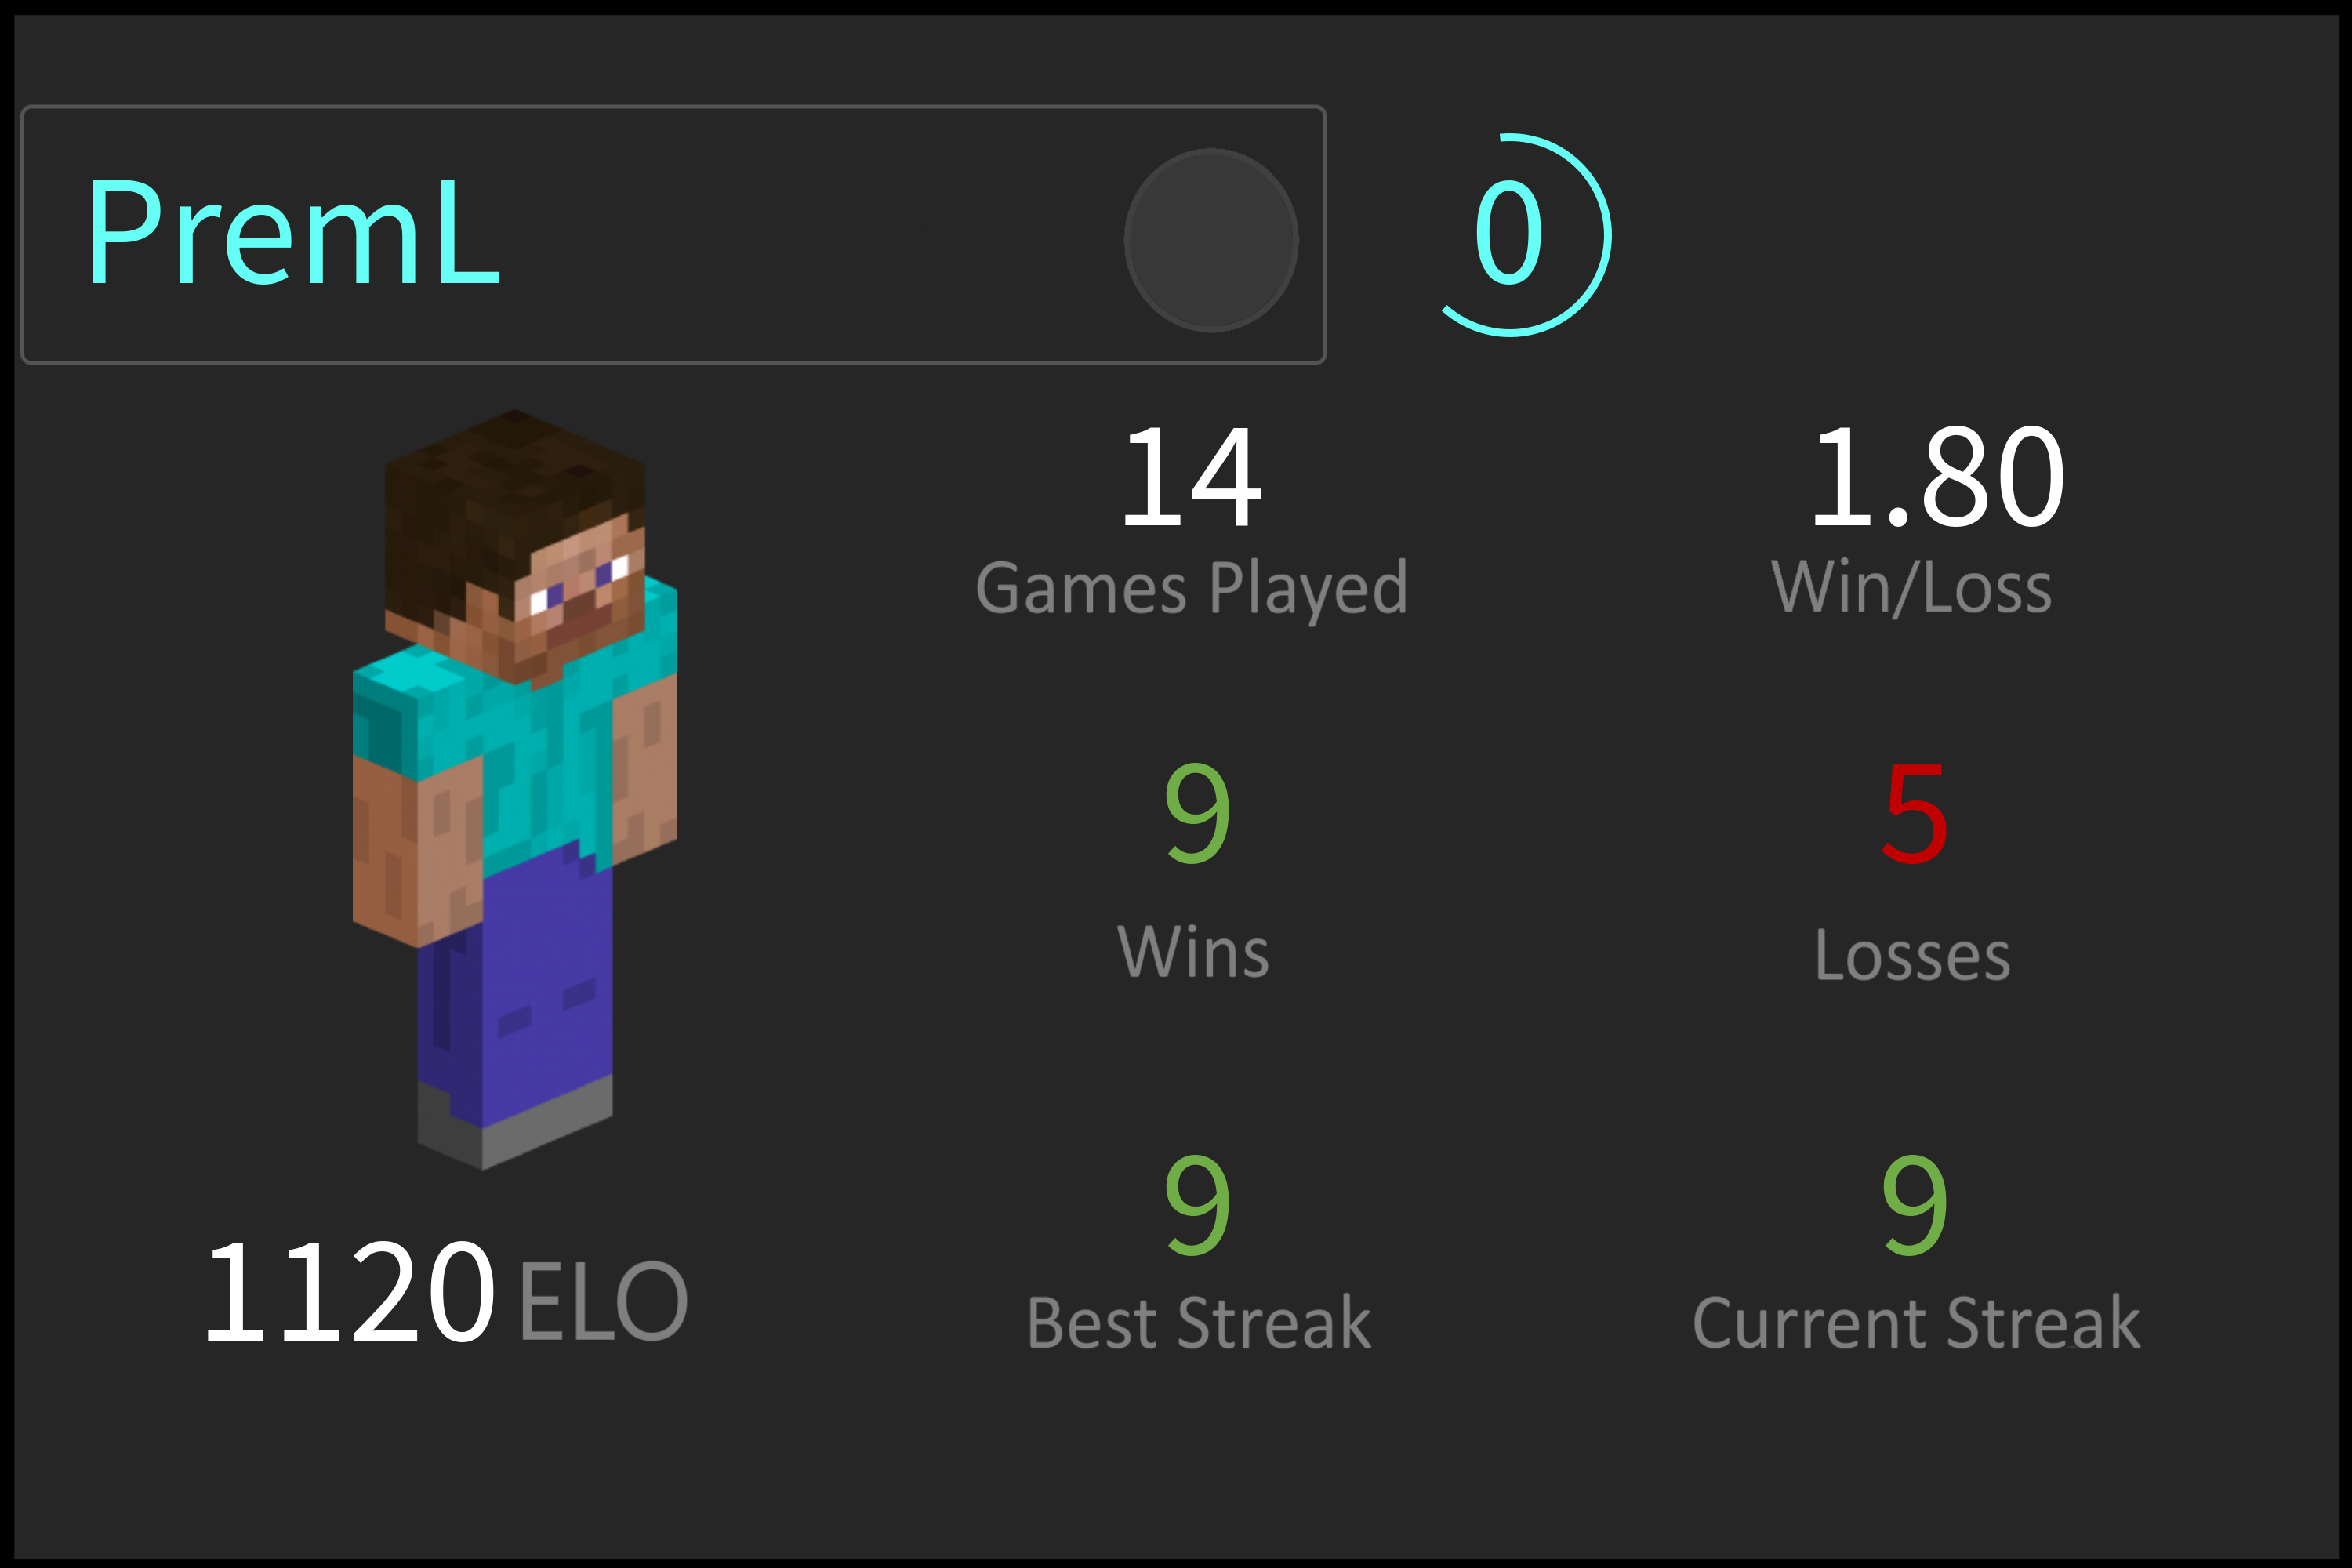 PremL
0
14
1.80
Games Played
Win/Loss
9
5
Wins
Losses
9
9
1120 ELO
Best Streak
Current Streak